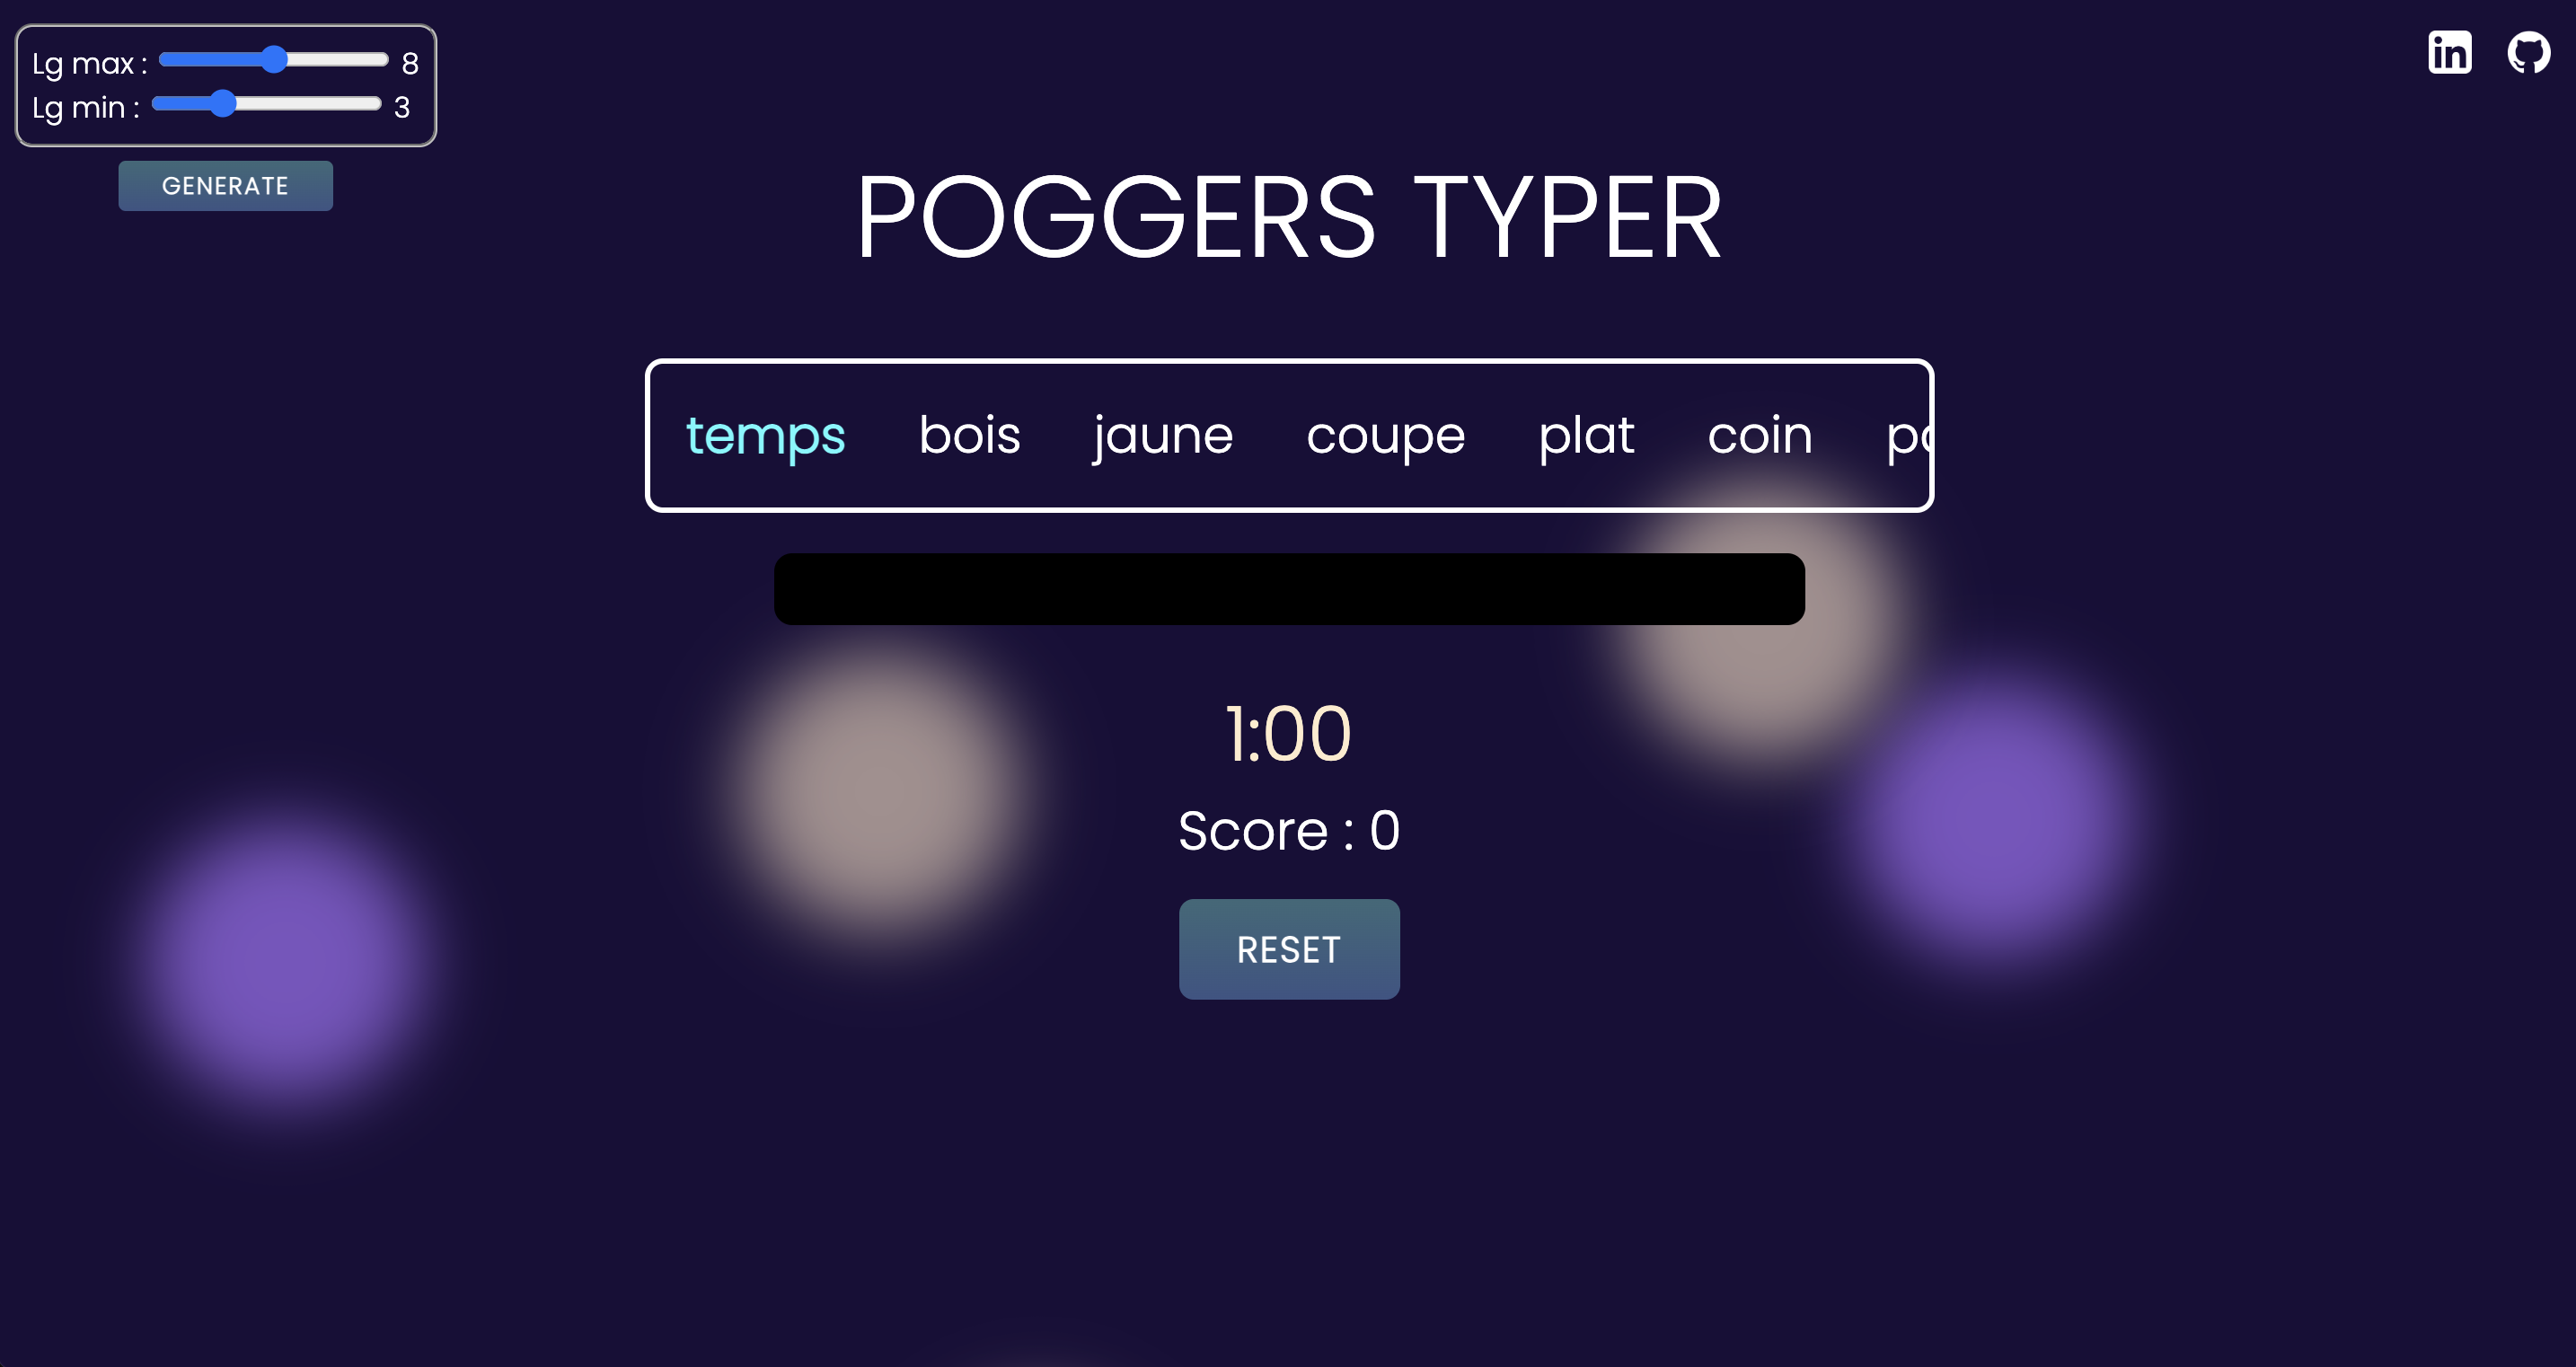 Lg max : 8
Lg min : 3
GENERATE
in
POGGERS TYPER
temps bois jaune coupe plat coin
1:00
Score : 0
RESET